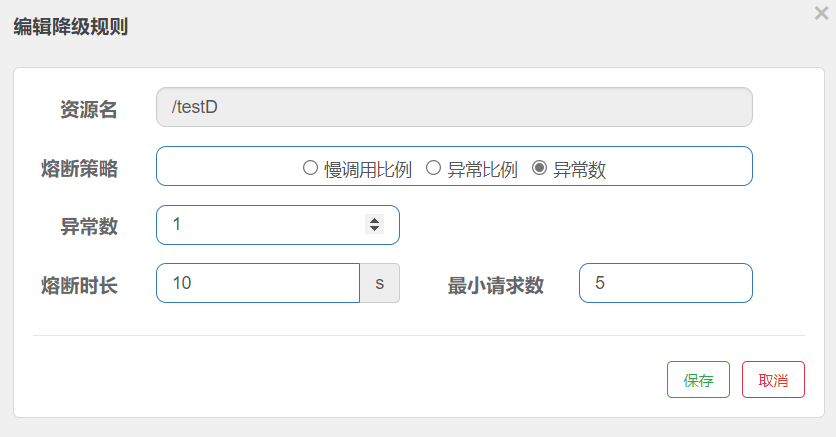 编辑降级规则
×
资源名 /testD
熔断策略 慢调用比例 异常比例 异常数
异常数 1
熔断时长 10 s 最小请求数 5
保存 取消